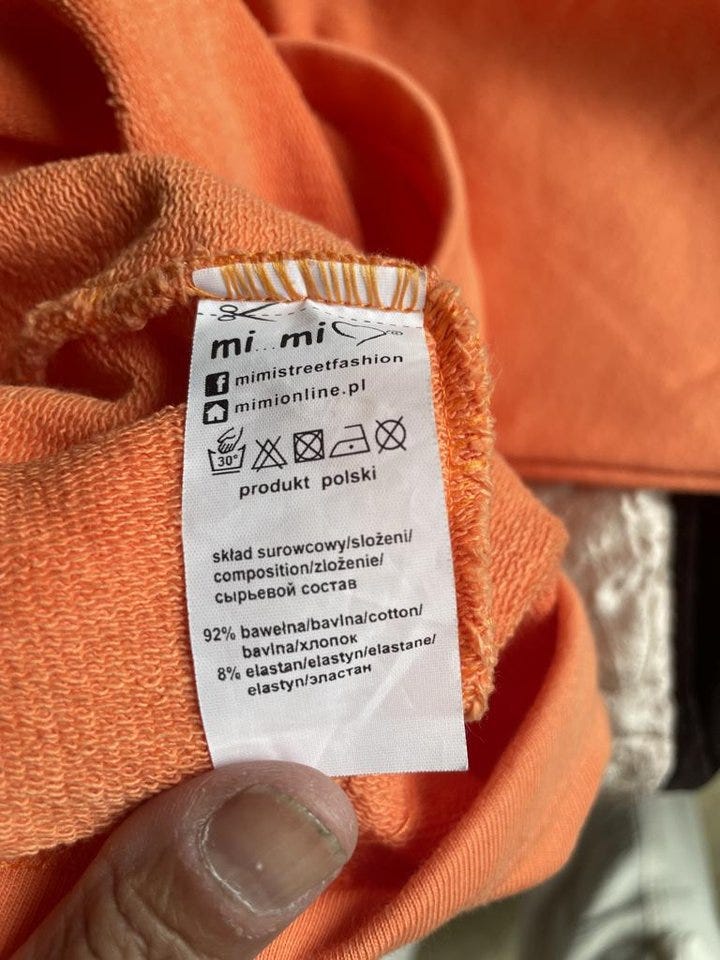 mi...mi
mimistreetfashion
mimionline.pl
30°
produkt polski
skład surowcowy/složeni/
composition/zloženie/
сырьевой состав
92% bawełna/bavlna/cotton/
bavlna/хлопок
8% elastan/elastyn/elastane/
elastyn/эластан